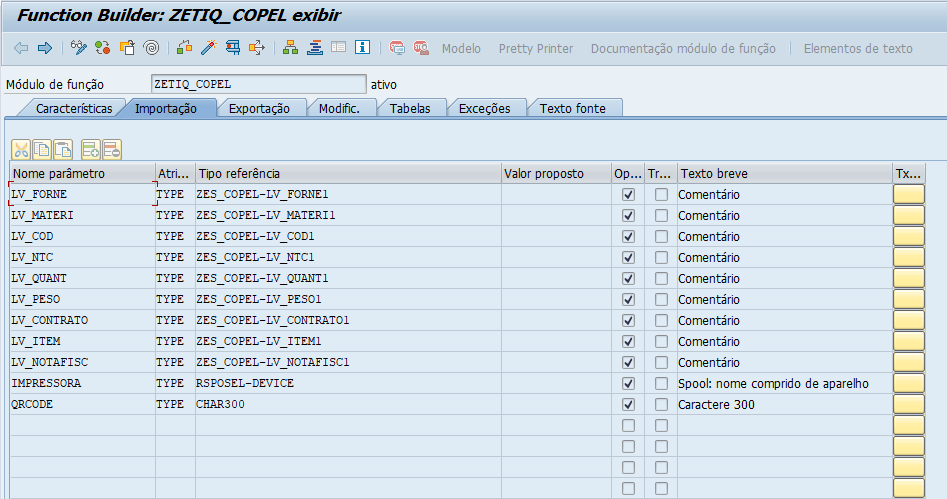 Function Builder: ZETIQ_COPEL exibir
Modelo Pretty Printer Documentação módulo de função Elementos de texto
Módulo de função ZETIQ_COPEL ativo
Características Importação Exportação Modific. Tabelas Exceções Texto fonte
Nome parâmetro Atri... Tipo referência Valor proposto Op... Tr... Texto breve Tx...
LV_FORNE TYPE ZES_COPEL-LV_FORNE1 Comentário
LV_MATERI TYPE ZES_COPEL-LV_MATERI1 Comentário
LV_COD TYPE ZES_COPEL-LV_COD1 Comentário
LV_NTC TYPE ZES_COPEL-LV_NTC1 Comentário
LV_QUANT TYPE ZES_COPEL-LV_QUANT1 Comentário
LV_PESO TYPE ZES_COPEL-LV_PESO1 Comentário
LV_CONTRATO TYPE ZES_COPEL-LV_CONTRATO1 Comentário
LV_ITEM TYPE ZES_COPEL-LV_ITEM1 Comentário
LV_NOTAFISC TYPE ZES_COPEL-LV_NOTAFISC1 Comentário
IMPRESSORA TYPE RSPOSEL-DEVICE Spool: nome comprido de aparelho
QRCODE TYPE CHAR300 Caractere 300